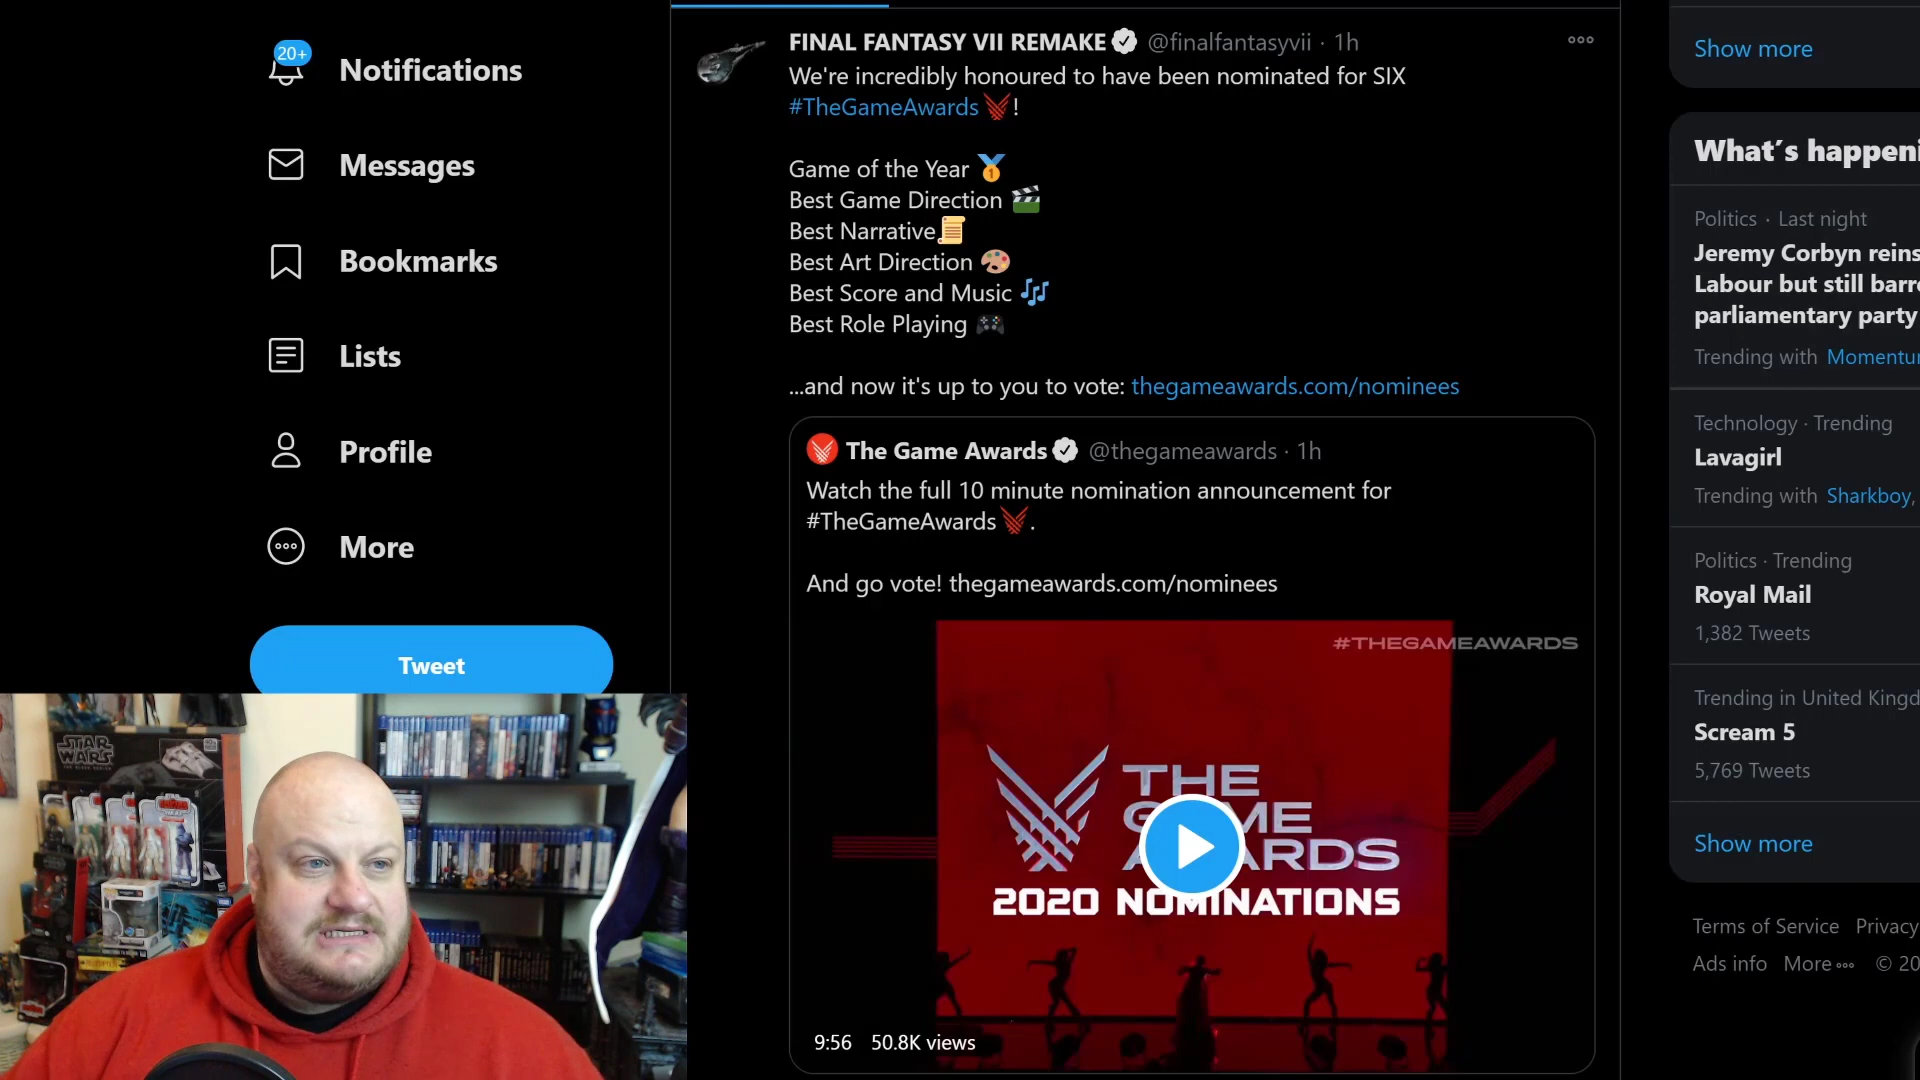 20+
Notifications
Messages
Bookmarks
Lists
Profile
More
Tweet
FINAL FANTASY VII REMAKE @finalfantasyvii · 1h
We're incredibly honoured to have been nominated for SIX
#TheGameAwards !
Game of the Year
Best Game Direction
Best Narrative
Best Art Direction
Best Score and Music
Best Role Playing
...and now it's up to you to vote: thegameawards.com/nominees
The Game Awards @thegameawards · 1h
Watch the full 10 minute nomination announcement for
#TheGameAwards .
And go vote! thegameawards.com/nominees
#THEGAMEAWARDS
THE
GAME
AWARDS
2020 NOMINATIONS
9:56 50.8K views
Show more
What's happeni
Politics · Last night
Jeremy Corbyn reins
Labour but still barre
parliamentary party
Trending with Momentu
Technology · Trending
Lavagirl
Trending with Sharkboy,
Politics · Trending
Royal Mail
1,382 Tweets
Trending in United Kingd
Scream 5
5,769 Tweets
Show more
Terms of Service Privacy
Ads info More © 20
STAR
WARS